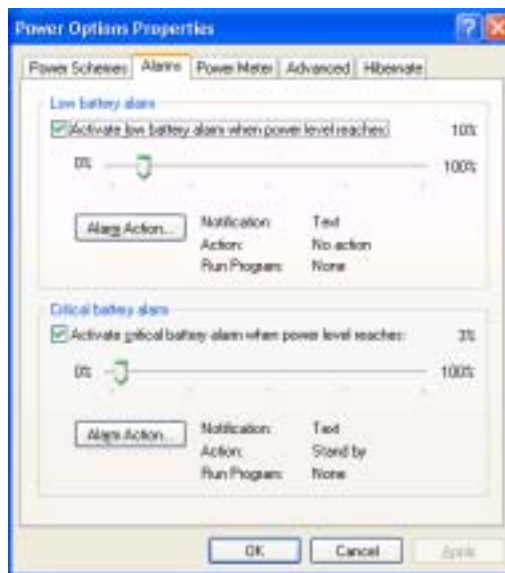 Power Options Properties
Power Schemes Alarms Power Meter Advanced Hibernate
Low battery alarm
Activate low battery alarm when power level reaches: 10%
0% 100%
Alarm Action... Notification: Text
Action: No action
Run Program: None
Critical battery alarm
Activate critical battery alarm when power level reaches: 3%
0% 100%
Alarm Action... Notification: Text
Action: Stand by
Run Program: None
OK Cancel Apply